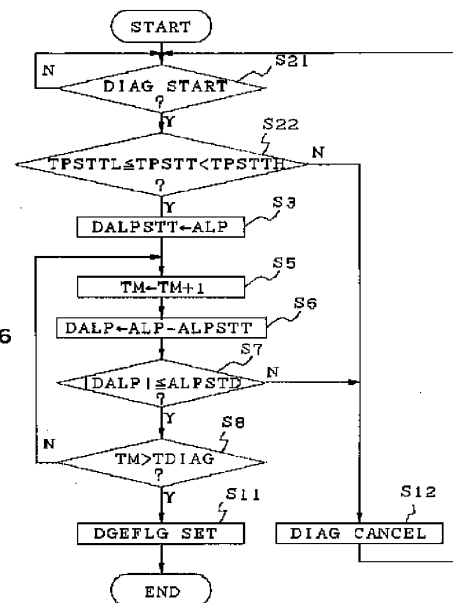 START
S21
N
DIAG START
?
Y
S22
TPSTTL≦TPSTT<TPSTTH
N
?
Y
S3
DALPSTT←ALP
S5
TM←TM+1
S6
DALP←ALP-ALPSTT
6
S7
|DALP|≦ALPSTD
N
?
Y
S8
N
TM>TDIAG
?
Y
S11
DGEFLG SET
S12
DIAG CANCEL
END